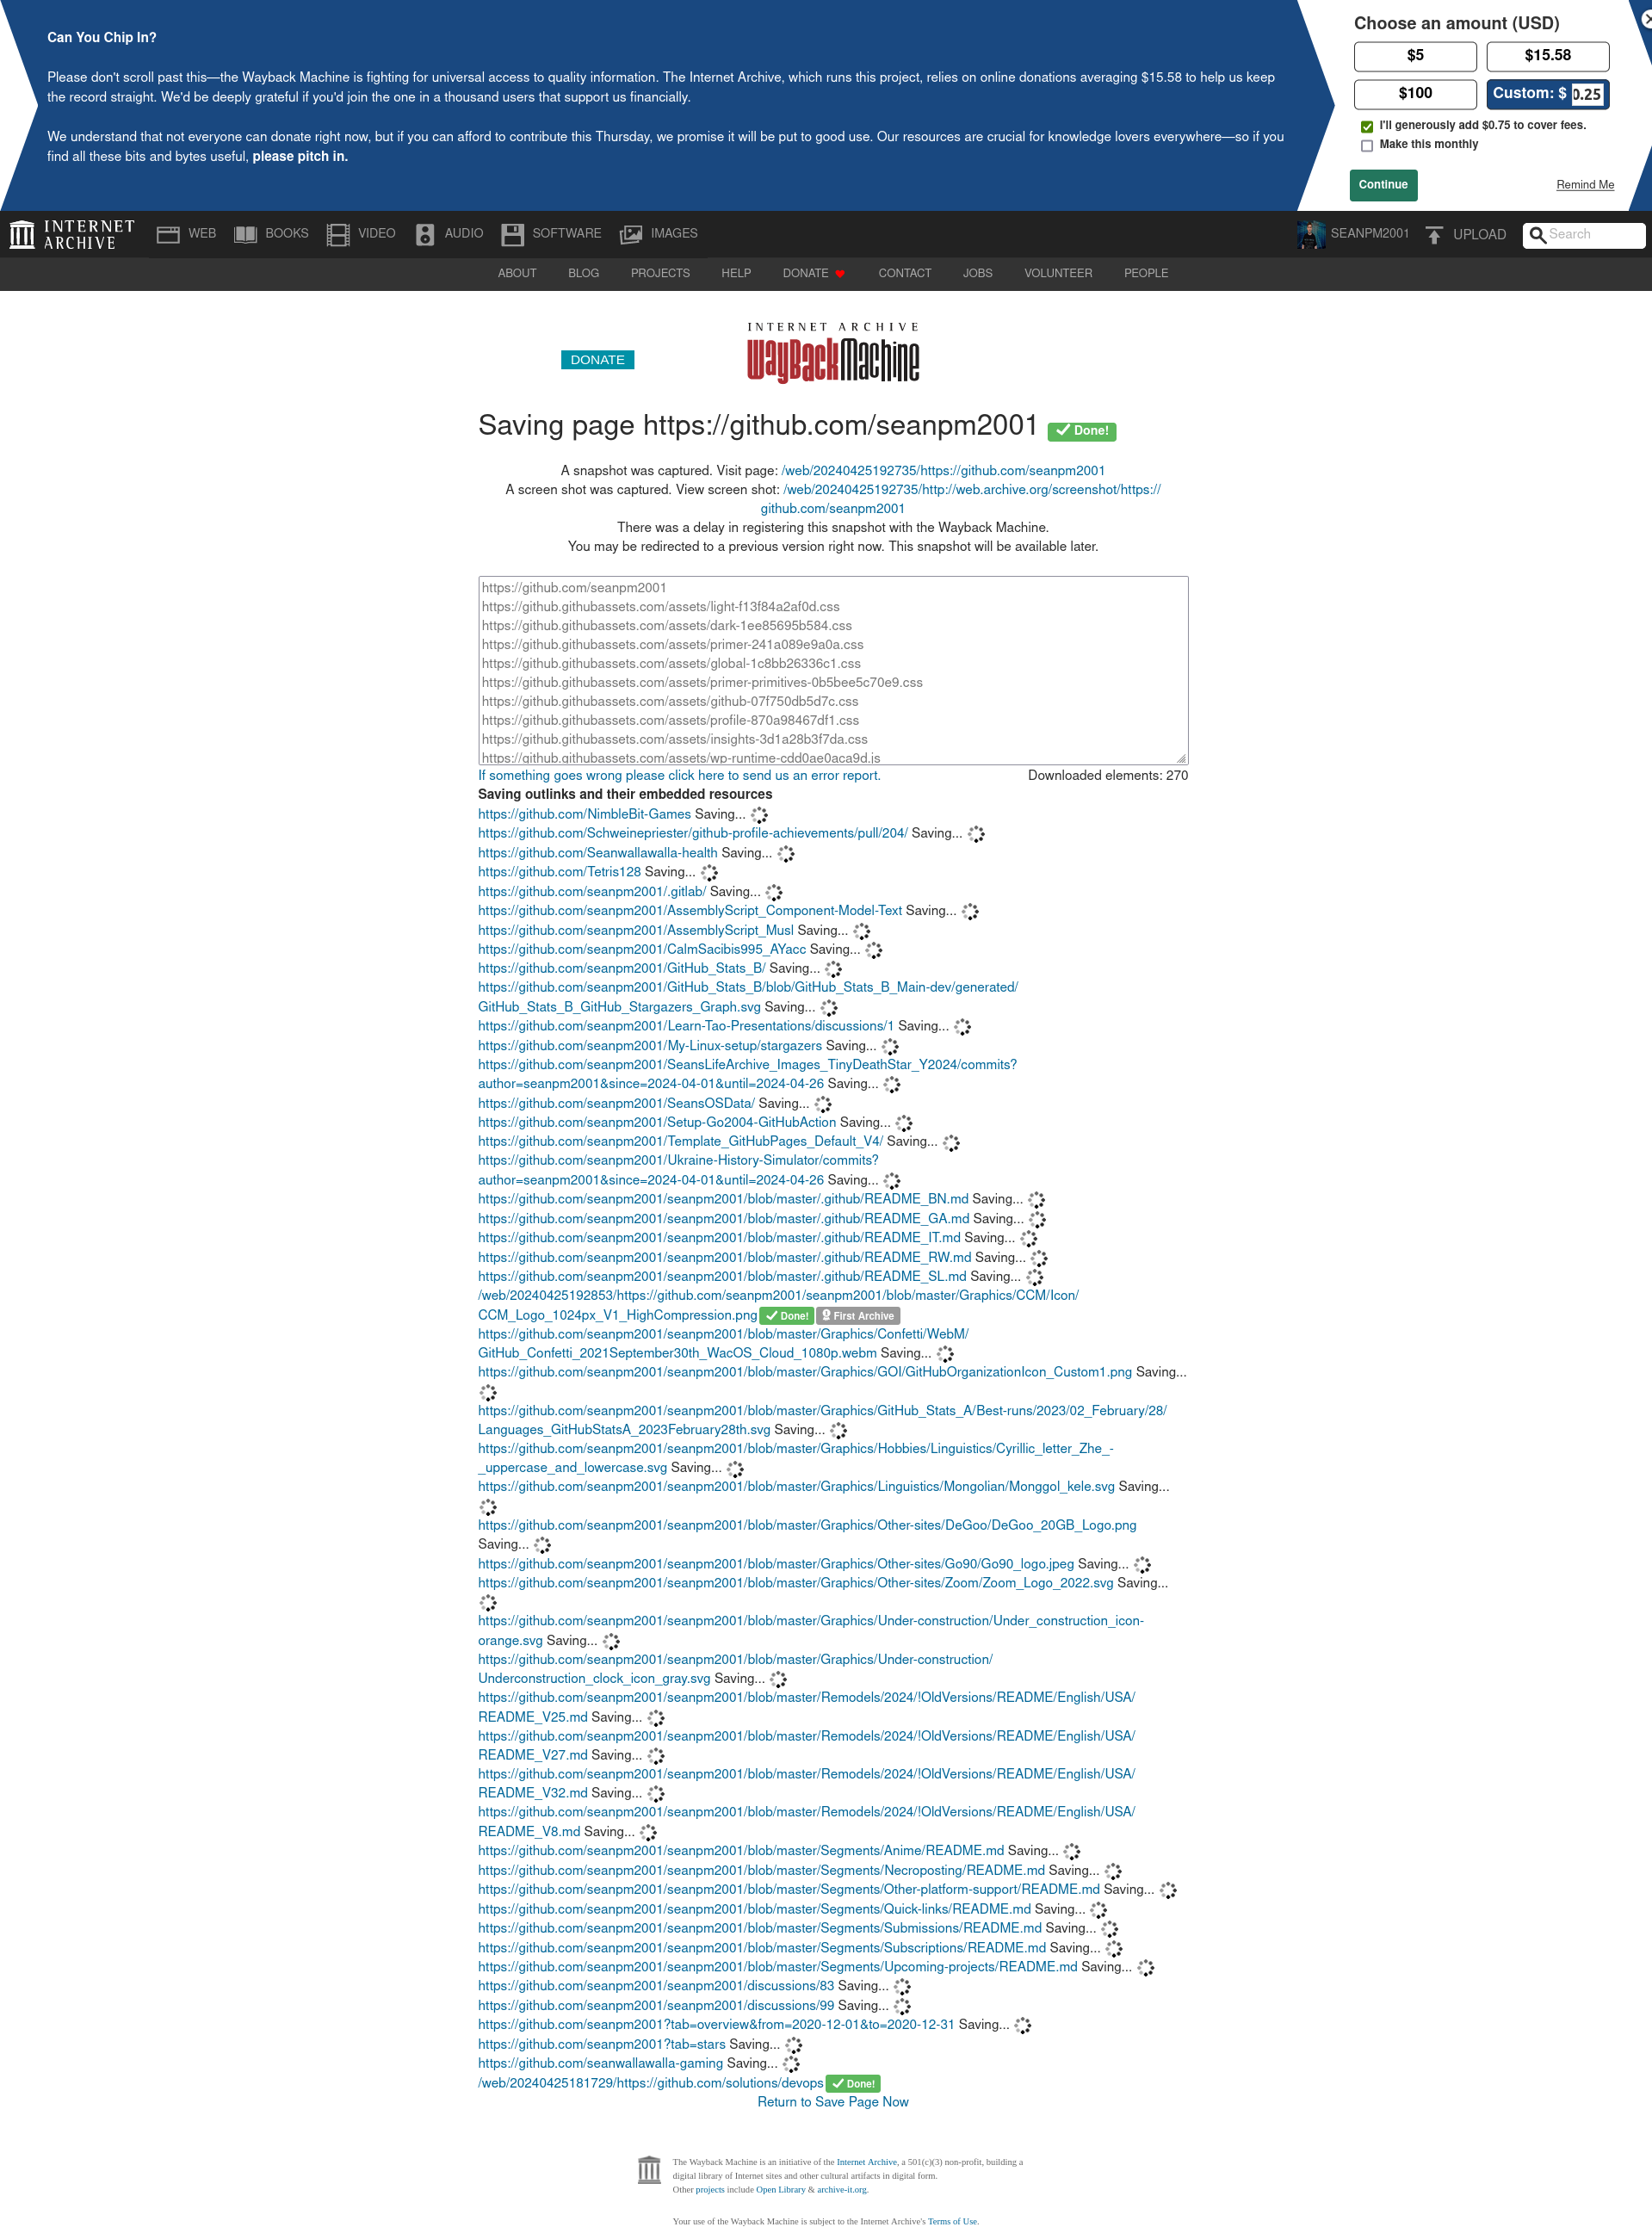 Can You Chip In?
Please don't scroll past this—the Wayback Machine is fighting for universal access to quality information. The Internet Archive, which runs this project, relies on online donations averaging $15.58 to help us keep
the record straight. We'd be deeply grateful if you'd join the one in a thousand users that support us financially.
We understand that not everyone can donate right now, but if you can afford to contribute this Thursday, we promise it will be put to good use. Our resources are crucial for knowledge lovers everywhere—so if you
find all these bits and bytes useful, please pitch in.
Choose an amount (USD)
$5 $15.58
$100 Custom: $ 0.25
I'll generously add $0.75 to cover fees.
Make this monthly
Continue Remind Me
INTERNET ARCHIVE WEB BOOKS VIDEO AUDIO SOFTWARE IMAGES SEANPM2001 UPLOAD Search
ABOUT BLOG PROJECTS HELP DONATE CONTACT JOBS VOLUNTEER PEOPLE
INTERNET ARCHIVE
DONATE WayBackMachine
Saving page https://github.com/seanpm2001 Done!
A snapshot was captured. Visit page: /web/20240425192735/https://github.com/seanpm2001
A screen shot was captured. View screen shot: /web/20240425192735/http://web.archive.org/screenshot/https://
github.com/seanpm2001
There was a delay in registering this snapshot with the Wayback Machine.
You may be redirected to a previous version right now. This snapshot will be available later.
https://github.com/seanpm2001
https://github.githubassets.com/assets/light-f13f84a2af0d.css
https://github.githubassets.com/assets/dark-1ee85695b584.css
https://github.githubassets.com/assets/primer-241a089e9a0a.css
https://github.githubassets.com/assets/global-1c8bb26336c1.css
https://github.githubassets.com/assets/primer-primitives-0b5bee5c70e9.css
https://github.githubassets.com/assets/github-07f750db5d7c.css
https://github.githubassets.com/assets/profile-870a98467df1.css
https://github.githubassets.com/assets/insights-3d1a28b3f7da.css
https://github.githubassets.com/assets/wp-runtime-cdd0ae0aca9d.js
If something goes wrong please click here to send us an error report. Downloaded elements: 270
Saving outlinks and their embedded resources
https://github.com/NimbleBit-Games Saving...
https://github.com/Schweinepriester/github-profile-achievements/pull/204/ Saving...
https://github.com/Seanwallawalla-health Saving...
https://github.com/Tetris128 Saving...
https://github.com/seanpm2001/.gitlab/ Saving...
https://github.com/seanpm2001/AssemblyScript_Component-Model-Text Saving...
https://github.com/seanpm2001/AssemblyScript_Musl Saving...
https://github.com/seanpm2001/CalmSacibis995_AYacc Saving...
https://github.com/seanpm2001/GitHub_Stats_B/ Saving...
https://github.com/seanpm2001/GitHub_Stats_B/blob/GitHub_Stats_B_Main-dev/generated/
GitHub_Stats_B_GitHub_Stargazers_Graph.svg Saving...
https://github.com/seanpm2001/Learn-Tao-Presentations/discussions/1 Saving...
https://github.com/seanpm2001/My-Linux-setup/stargazers Saving...
https://github.com/seanpm2001/SeansLifeArchive_Images_TinyDeathStar_Y2024/commits?
author=seanpm2001&since=2024-04-01&until=2024-04-26 Saving...
https://github.com/seanpm2001/SeansOSData/ Saving...
https://github.com/seanpm2001/Setup-Go2004-GitHubAction Saving...
https://github.com/seanpm2001/Template_GitHubPages_Default_V4/ Saving...
https://github.com/seanpm2001/Ukraine-History-Simulator/commits?
author=seanpm2001&since=2024-04-01&until=2024-04-26 Saving...
https://github.com/seanpm2001/seanpm2001/blob/master/.github/README_BN.md Saving...
https://github.com/seanpm2001/seanpm2001/blob/master/.github/README_GA.md Saving...
https://github.com/seanpm2001/seanpm2001/blob/master/.github/README_IT.md Saving...
https://github.com/seanpm2001/seanpm2001/blob/master/.github/README_RW.md Saving...
https://github.com/seanpm2001/seanpm2001/blob/master/.github/README_SL.md Saving...
/web/20240425192853/https://github.com/seanpm2001/seanpm2001/blob/master/Graphics/CCM/Icon/
CCM_Logo_1024px_V1_HighCompression.png Done! First Archive
https://github.com/seanpm2001/seanpm2001/blob/master/Graphics/Confetti/WebM/
GitHub_Confetti_2021September30th_WacOS_Cloud_1080p.webm Saving...
https://github.com/seanpm2001/seanpm2001/blob/master/Graphics/GOI/GitHubOrganizationIcon_Custom1.png Saving...
https://github.com/seanpm2001/seanpm2001/blob/master/Graphics/GitHub_Stats_A/Best-runs/2023/02_February/28/
Languages_GitHubStatsA_2023February28th.svg Saving...
https://github.com/seanpm2001/seanpm2001/blob/master/Graphics/Hobbies/Linguistics/Cyrillic_letter_Zhe_-
_uppercase_and_lowercase.svg Saving...
https://github.com/seanpm2001/seanpm2001/blob/master/Graphics/Linguistics/Mongolian/Monggol_kele.svg Saving...
https://github.com/seanpm2001/seanpm2001/blob/master/Graphics/Other-sites/DeGoo/DeGoo_20GB_Logo.png
Saving...
https://github.com/seanpm2001/seanpm2001/blob/master/Graphics/Other-sites/Go90/Go90_logo.jpeg Saving...
https://github.com/seanpm2001/seanpm2001/blob/master/Graphics/Other-sites/Zoom/Zoom_Logo_2022.svg Saving...
https://github.com/seanpm2001/seanpm2001/blob/master/Graphics/Under-construction/Under_construction_icon-
orange.svg Saving...
https://github.com/seanpm2001/seanpm2001/blob/master/Graphics/Under-construction/
Underconstruction_clock_icon_gray.svg Saving...
https://github.com/seanpm2001/seanpm2001/blob/master/Remodels/2024/!OldVersions/README/English/USA/
README_V25.md Saving...
https://github.com/seanpm2001/seanpm2001/blob/master/Remodels/2024/!OldVersions/README/English/USA/
README_V27.md Saving...
https://github.com/seanpm2001/seanpm2001/blob/master/Remodels/2024/!OldVersions/README/English/USA/
README_V32.md Saving...
https://github.com/seanpm2001/seanpm2001/blob/master/Remodels/2024/!OldVersions/README/English/USA/
README_V8.md Saving...
https://github.com/seanpm2001/seanpm2001/blob/master/Segments/Anime/README.md Saving...
https://github.com/seanpm2001/seanpm2001/blob/master/Segments/Necroposting/README.md Saving...
https://github.com/seanpm2001/seanpm2001/blob/master/Segments/Other-platform-support/README.md Saving...
https://github.com/seanpm2001/seanpm2001/blob/master/Segments/Quick-links/README.md Saving...
https://github.com/seanpm2001/seanpm2001/blob/master/Segments/Submissions/README.md Saving...
https://github.com/seanpm2001/seanpm2001/blob/master/Segments/Subscriptions/README.md Saving...
https://github.com/seanpm2001/seanpm2001/blob/master/Segments/Upcoming-projects/README.md Saving...
https://github.com/seanpm2001/seanpm2001/discussions/83 Saving...
https://github.com/seanpm2001/seanpm2001/discussions/99 Saving...
https://github.com/seanpm2001?tab=overview&from=2020-12-01&to=2020-12-31 Saving...
https://github.com/seanpm2001?tab=stars Saving...
https://github.com/seanwallawalla-gaming Saving...
/web/20240425181729/https://github.com/solutions/devops Done!
Return to Save Page Now
The Wayback Machine is an initiative of the Internet Archive, a 501(c)(3) non-profit, building a
digital library of Internet sites and other cultural artifacts in digital form.
Other projects include Open Library & archive-it.org.
Your use of the Wayback Machine is subject to the Internet Archive's Terms of Use.